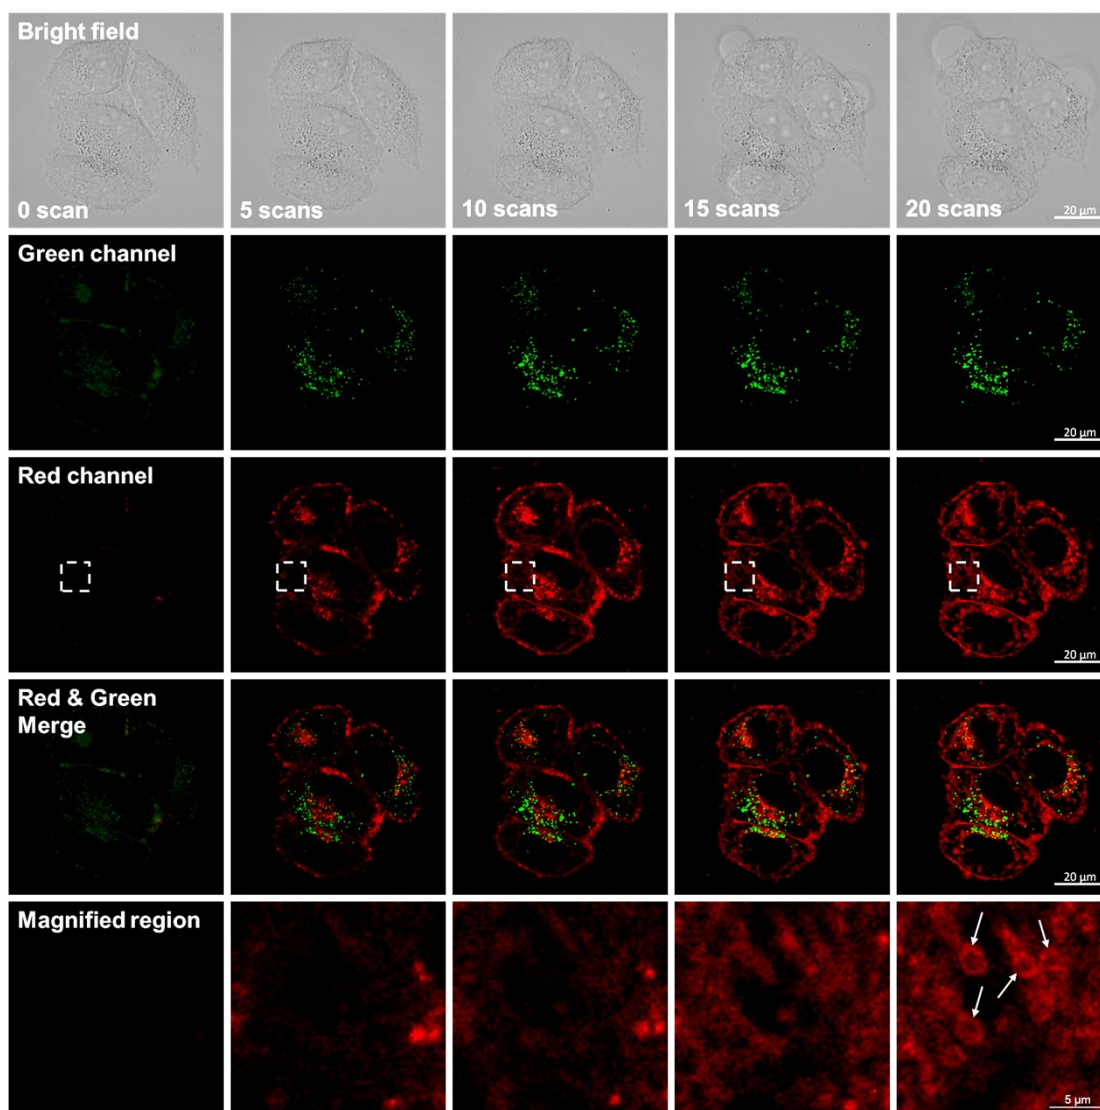 Bright field
0 scan
5 scans
10 scans
15 scans
20 scans
20 µm
Green channel
20 µm
Red channel
20 µm
Red & Green
Merge
20 µm
Magnified region
5 µm